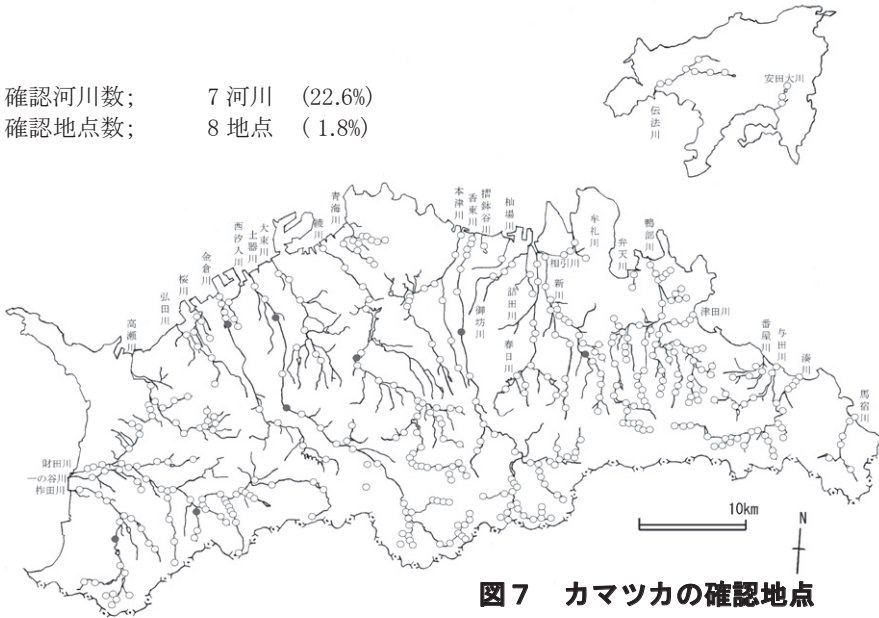 確認河川数;　7 河川　(22.6%)
確認地点数;　8 地点　( 1.8%)
安田大川
伝法川
高瀬川
弘田川
桜川
金倉川
西汐入川
土器川
大束川
綾川
青海川
本津川
香東川
摺鉢谷川
杣場川
御坊川
詰田川
春日川
相引川
新川
牟礼川
弁天川
鴨部川
津田川
番屋川
与田川
湊川
馬宿川
財田川
一の谷川
柞田川
10km
N
図７　カマツカの確認地点